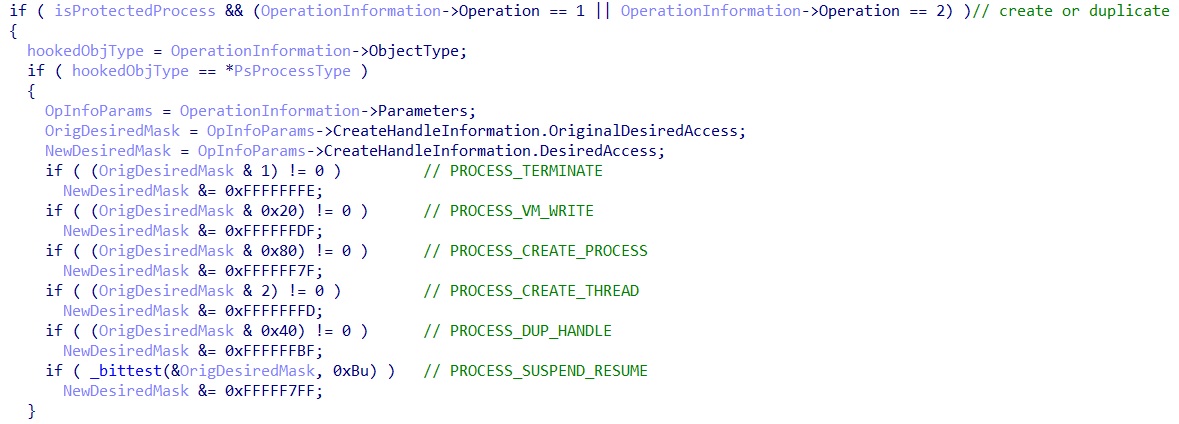 if ( isProtectedProcess && (OperationInformation->Operation == 1 || OperationInformation->Operation == 2) )// create or duplicate
{
  hookedObjType = OperationInformation->ObjectType;
  if ( hookedObjType == *PsProcessType )
  {
    OpInfoParams = OperationInformation->Parameters;
    OrigDesiredMask = OpInfoParams->CreateHandleInformation.OriginalDesiredAccess;
    NewDesiredMask = OpInfoParams->CreateHandleInformation.DesiredAccess;
    if ( (OrigDesiredMask & 1) != 0 )         // PROCESS_TERMINATE
      NewDesiredMask &= 0xFFFFFFFE;
    if ( (OrigDesiredMask & 0x20) != 0 )      // PROCESS_VM_WRITE
      NewDesiredMask &= 0xFFFFFFDF;
    if ( (OrigDesiredMask & 0x80) != 0 )      // PROCESS_CREATE_PROCESS
      NewDesiredMask &= 0xFFFFFF7F;
    if ( (OrigDesiredMask & 2) != 0 )         // PROCESS_CREATE_THREAD
      NewDesiredMask &= 0xFFFFFFFD;
    if ( (OrigDesiredMask & 0x40) != 0 )      // PROCESS_DUP_HANDLE
      NewDesiredMask &= 0xFFFFFFBF;
    if ( _bittest(&OrigDesiredMask, 0xBu) )   // PROCESS_SUSPEND_RESUME
      NewDesiredMask &= 0xFFFFF7FF;
  }